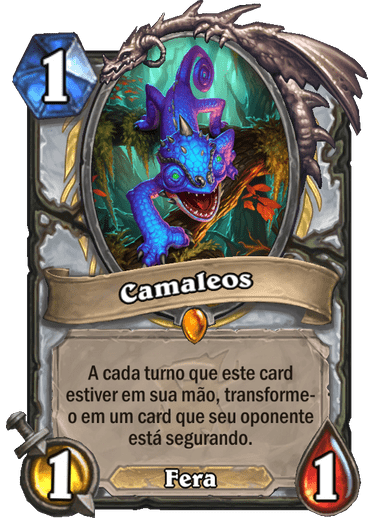 1
Camaleos
A cada turno que este card
estiver em sua mão, transforme-
o em um card que seu oponente
está segurando.
1
Fera
1